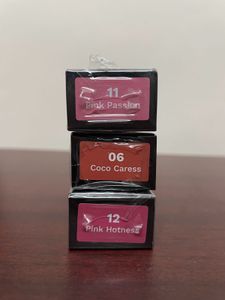 11
Pink Passion
06
Coco Caress
12
Pink Hotness